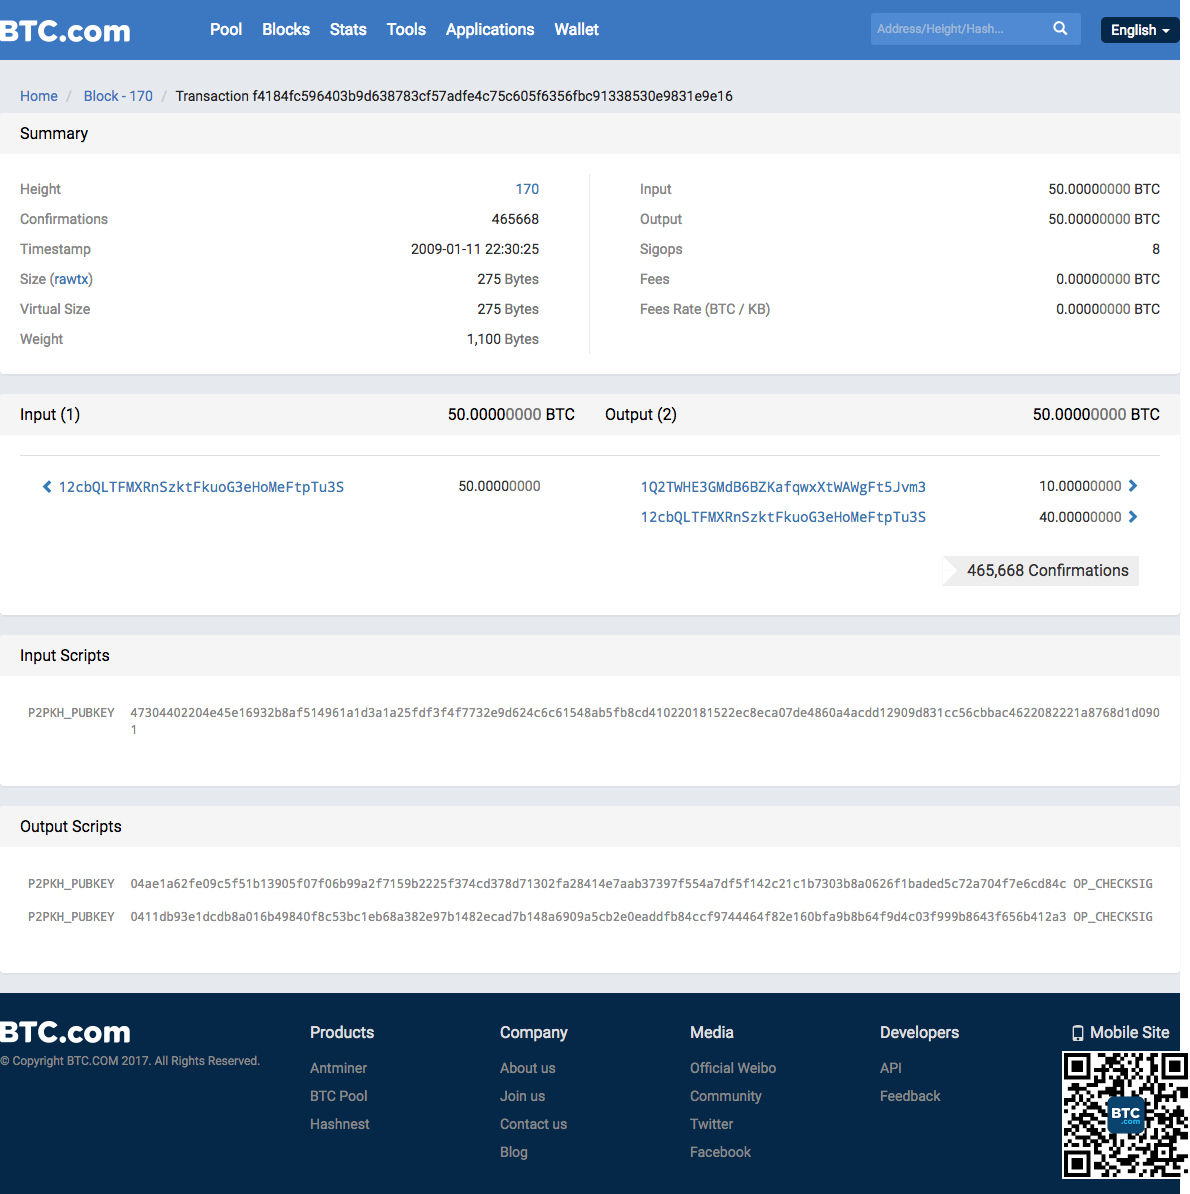 BTC.com Pool Blocks Stats Tools Applications Wallet Address/Height/Hash... English
Home / Block - 170 / Transaction f4184fc596403b9d638783cf57adfe4c75c605f6356fbc91338530e9831e9e16
Summary
Height 170 Input 50.00000000 BTC
Confirmations 465668 Output 50.00000000 BTC
Timestamp 2009-01-11 22:30:25 Sigops 8
Size (rawtx) 275 Bytes Fees 0.00000000 BTC
Virtual Size 275 Bytes Fees Rate (BTC / KB) 0.00000000 BTC
Weight 1,100 Bytes
Input (1) 50.00000000 BTC Output (2) 50.00000000 BTC
12cbQLTFMXRnSzktFkuoG3eHoMeFtpTu3S 50.00000000 1Q2TWHE3GMdB6BZKafqwxXtWAWgFt5Jvm3 10.00000000
12cbQLTFMXRnSzktFkuoG3eHoMeFtpTu3S 40.00000000
465,668 Confirmations
Input Scripts
P2PKH_PUBKEY 47304402204e45e16932b8af514961a1d3a1a25fdf3f4f7732e9d624c6c61548ab5fb8cd410220181522ec8eca07de4860a4acdd12909d831cc56cbbac4622082221a8768d1d090
1
Output Scripts
P2PKH_PUBKEY 04ae1a62fe09c5f51b13905f07f06b99a2f7159b2225f374cd378d71302fa28414e7aab37397f554a7df5f142c21c1b7303b8a0626f1baded5c72a704f7e6cd84c OP_CHECKSIG
P2PKH_PUBKEY 0411db93e1dcdb8a016b49840f8c53bc1eb68a382e97b1482ecad7b148a6909a5cb2e0eaddfb84ccf9744464f82e160bfa9b8b64f9d4c03f999b8643f656b412a3 OP_CHECKSIG
BTC.com Products Company Media Developers Mobile Site
© Copyright BTC.COM 2017. All Rights Reserved.
Antminer About us Official Weibo API
BTC Pool Join us Community Feedback
Hashnest Contact us Twitter
Blog Facebook
BTC
.com